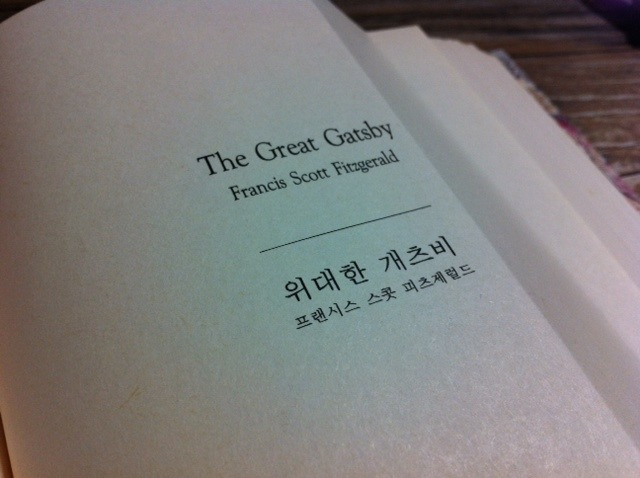 The Great Gatsby
Francis Scott Fitzgerald
위대한 개츠비
프랜시스 스콧 피츠제럴드